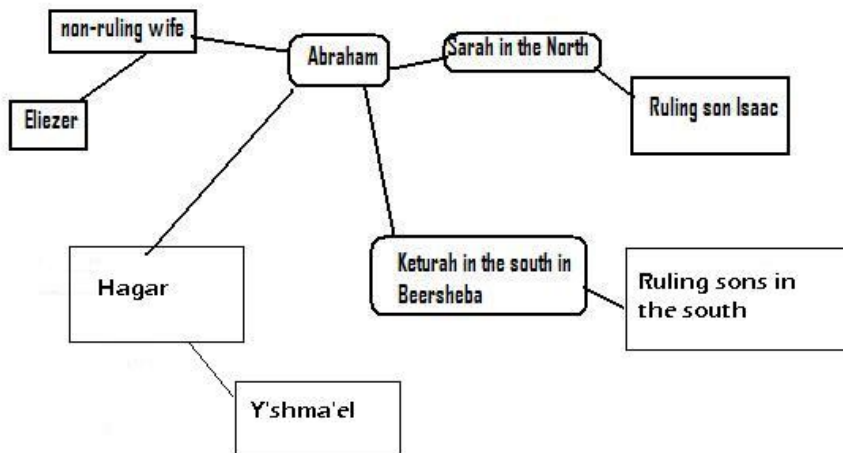 non-ruling wife
Abraham
Sarah in the North
Eliezer
Ruling son Isaac
Hagar
Keturah in the south in
Beersheba
Ruling sons in
the south
Y'shma'el